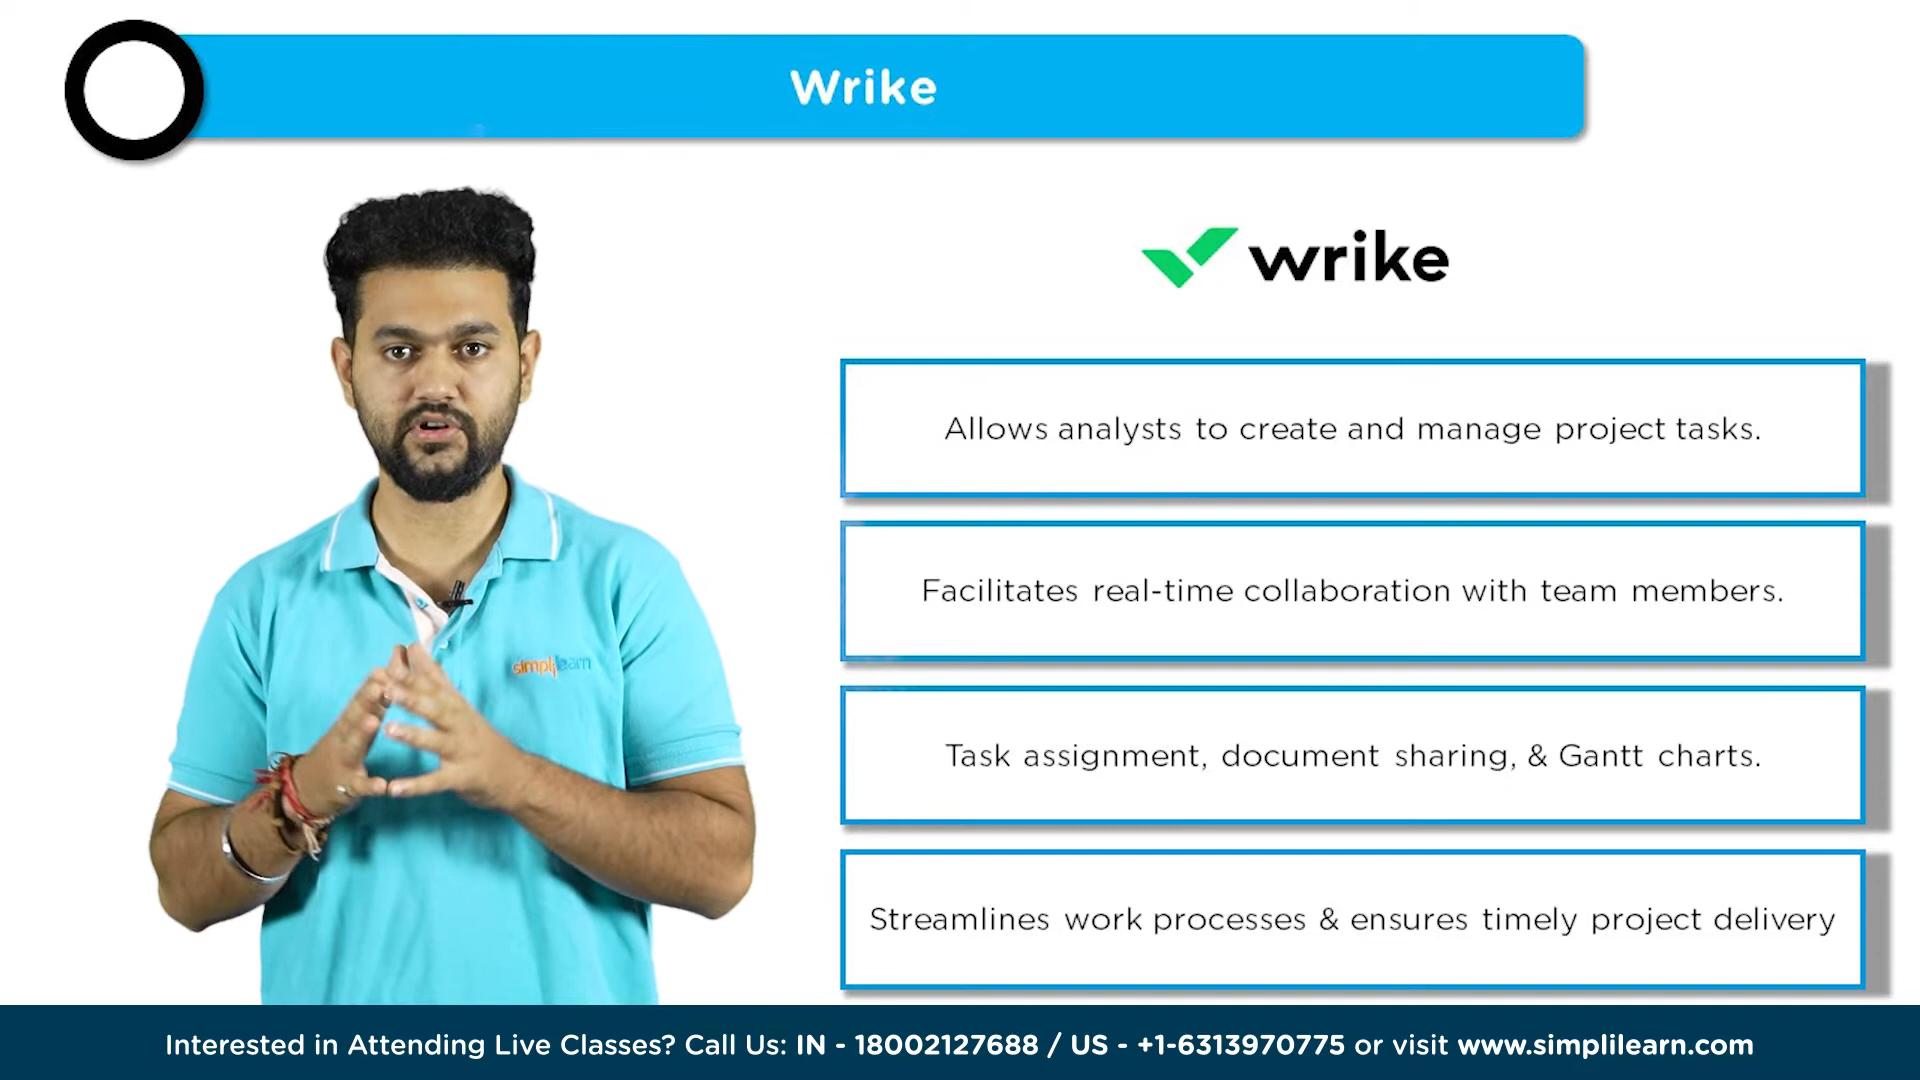 Wrike
wrike
Allows analysts to create and manage project tasks.
Facilitates real-time collaboration with team members.
simplilearn
Task assignment, document sharing, & Gantt charts.
Streamlines work processes & ensures timely project delivery
Interested in Attending Live Classes? Call Us: IN - 18002127688 / US - +1-6313970775 or visit www.simplilearn.com